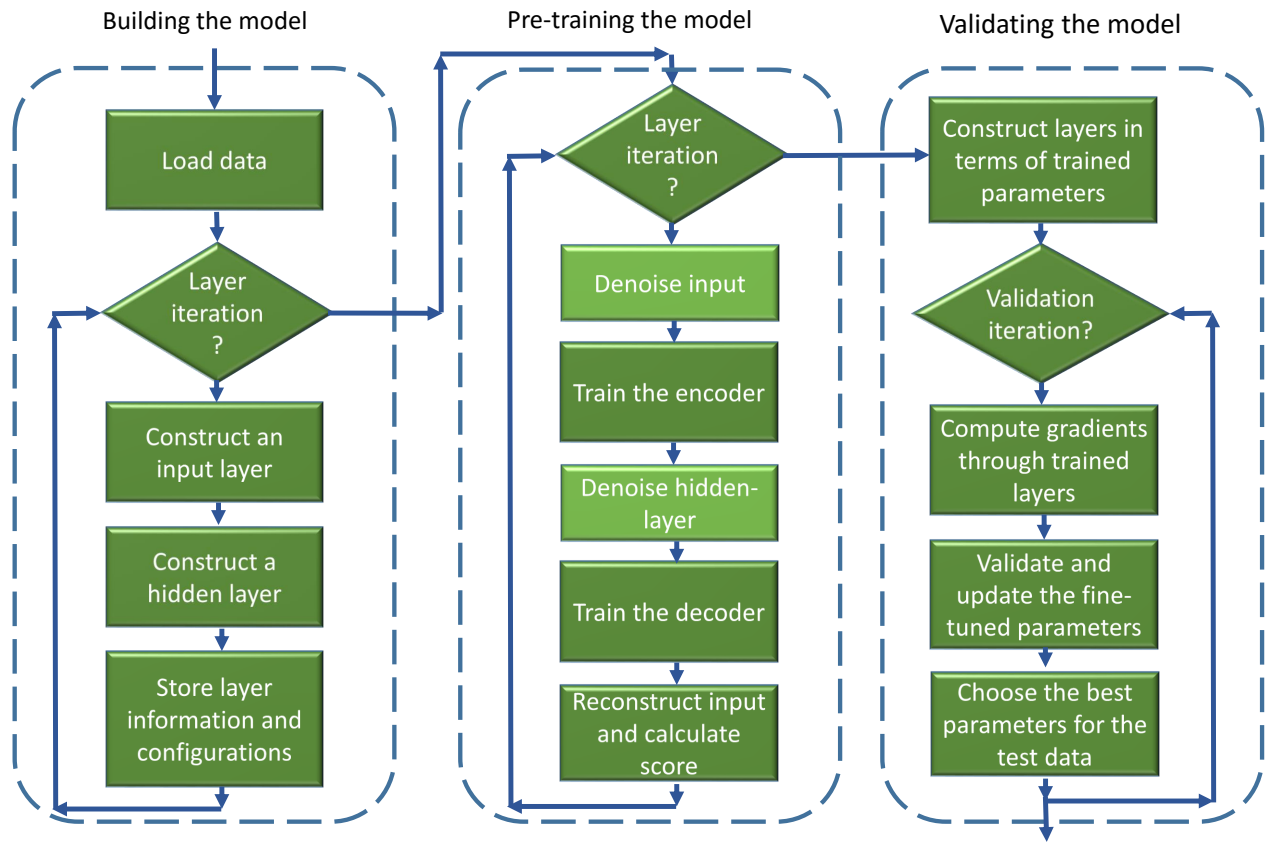 Building the model
Load data
Layer
iteration
?
Construct an
input layer
Construct a
hidden layer
Store layer
information and
configurations
Pre-training the model
Layer
iteration
?
Denoise input
Train the encoder
Denoise hidden-
layer
Train the decoder
Reconstruct input
and calculate
score
Validating the model
Construct layers in
terms of trained
parameters
Validation
iteration?
Compute gradients
through trained
layers
Validate and
update the fine-
tuned parameters
Choose the best
parameters for the
test data